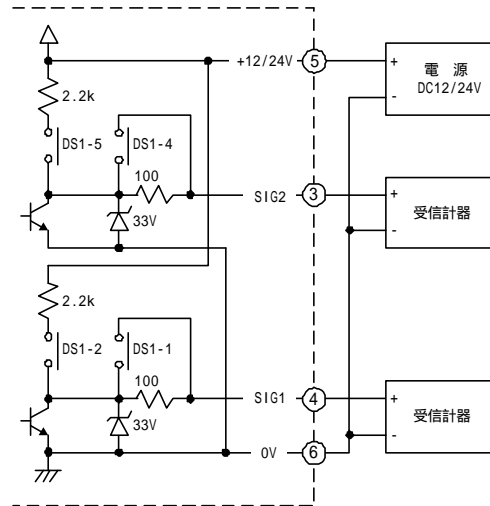 +12/24V
5
+
電 源
DC12/24V
-
2.2k
DS1-5
DS1-4
100
SIG2
3
+
受信計器
-
33V
2.2k
DS1-2
DS1-1
100
SIG1
4
+
受信計器
-
33V
0V
6